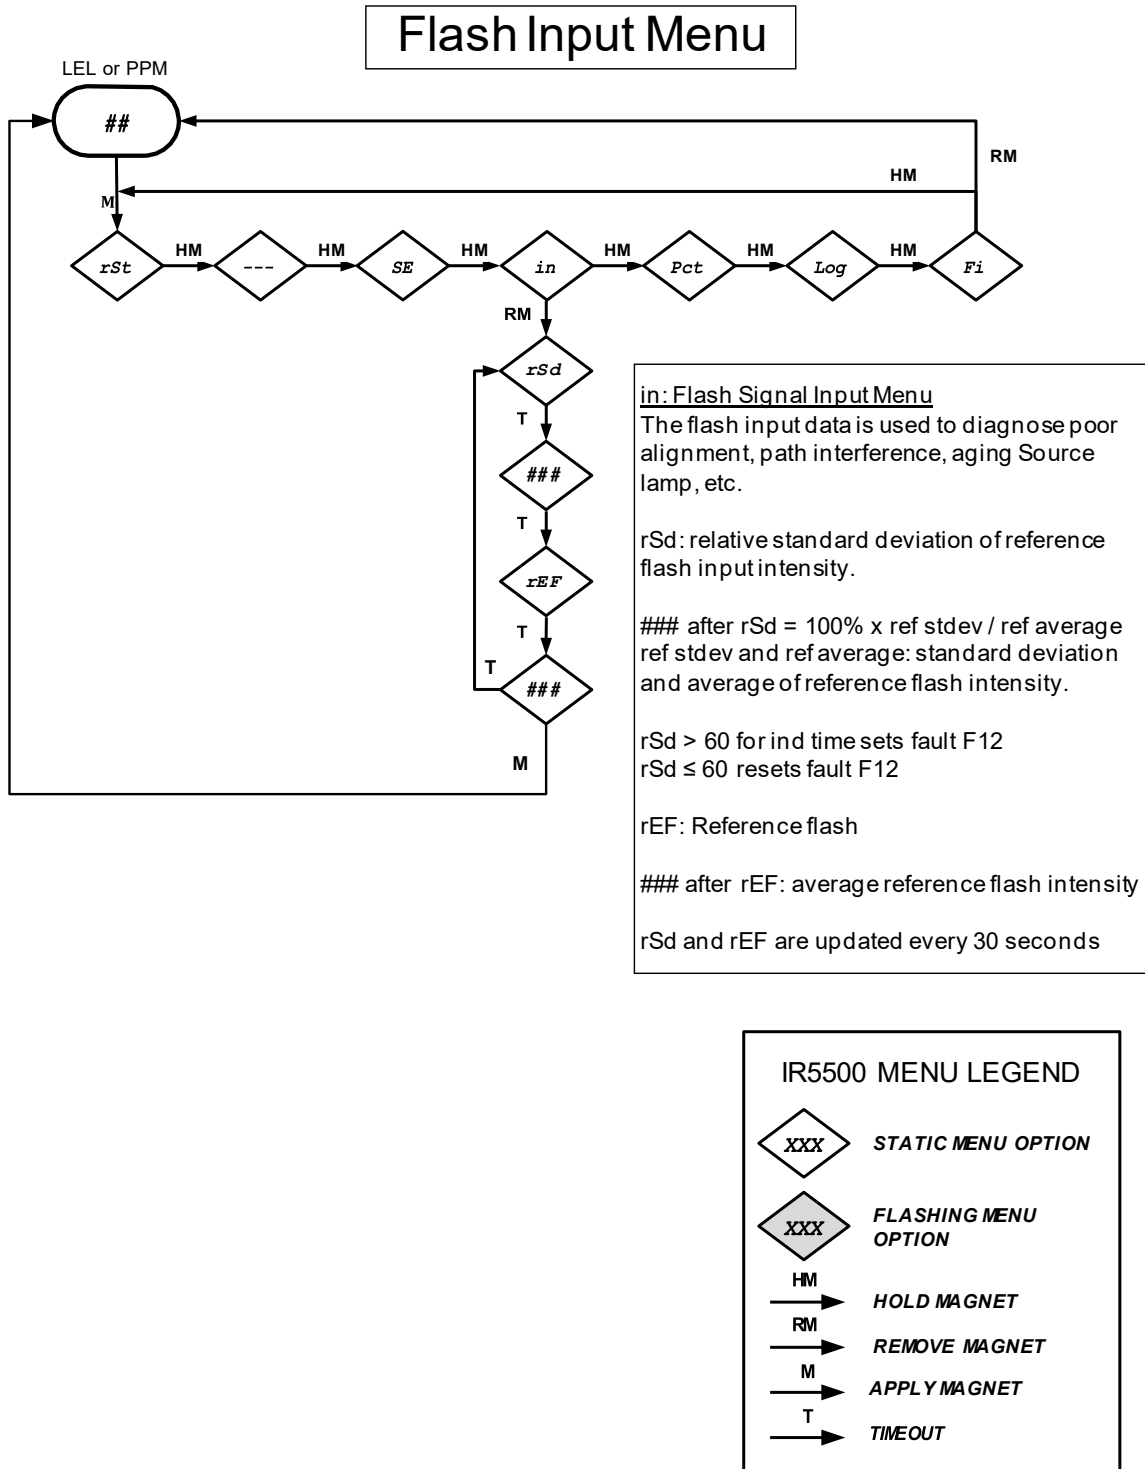 Flash Input Menu
LEL or PPM
##
RM
HM
M
rSt
HM
---
HM
SE
HM
in
HM
Pct
HM
Log
HM
Fi
RM
rSd
T
###
T
rEF
T
T
###
M
in: Flash Signal Input Menu
The flash input data is used to diagnose poor
alignment, path interference, aging Source
lamp, etc.
rSd: relative standard deviation of reference
flash input intensity.
### after rSd = 100% x ref stdev / ref average
ref stdev and ref average: standard deviation
and average of reference flash intensity.
rSd > 60 for ind time sets fault F12
rSd ≤ 60 resets fault F12
rEF: Reference flash
### after rEF: average reference flash intensity
rSd and rEF are updated every 30 seconds
IR5500 MENU LEGEND
XXX
STATIC MENU OPTION
XXX
FLASHING MENU
OPTION
HM
HOLD MAGNET
RM
REMOVE MAGNET
M
APPLY MAGNET
T
TIMEOUT